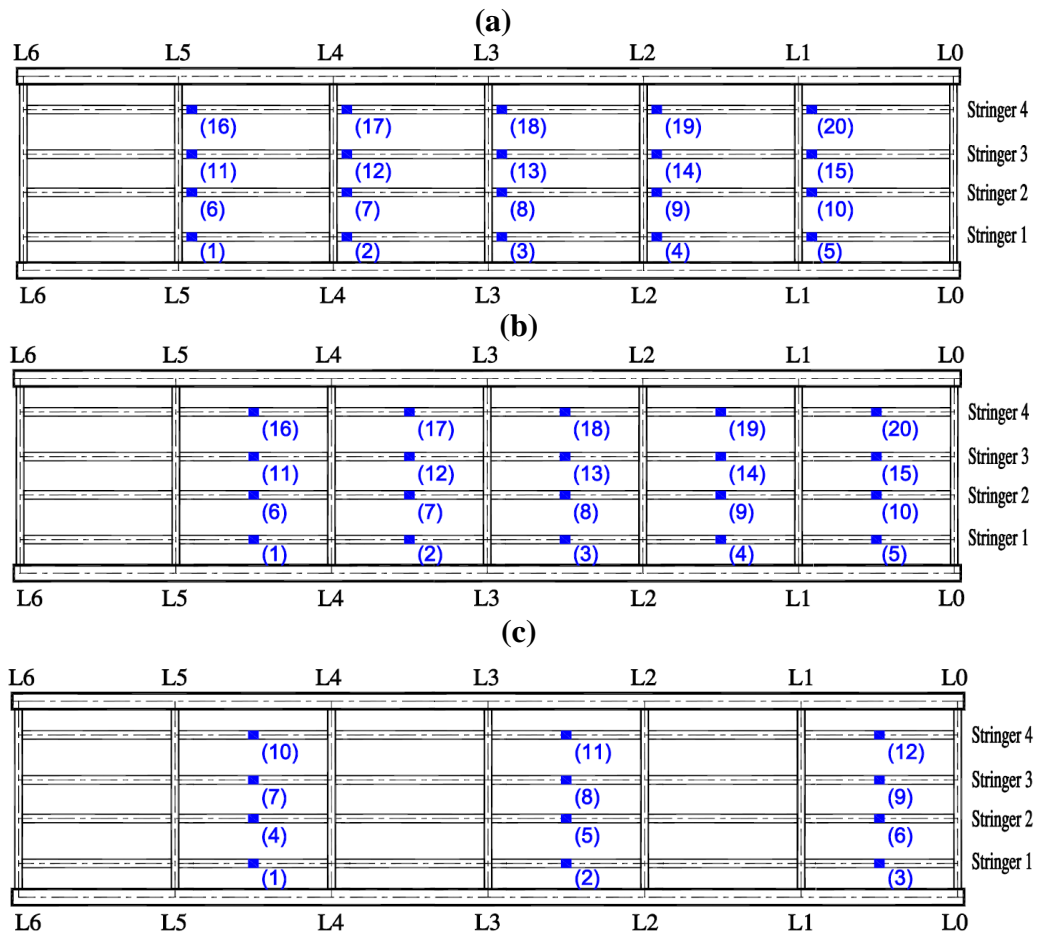 (a)
L6 L5 L4 L3 L2 L1 L0
Stringer 4
(16) (17) (18) (19) (20)
Stringer 3
(11) (12) (13) (14) (15)
Stringer 2
(6) (7) (8) (9) (10)
Stringer 1
(1) (2) (3) (4) (5)
L6 L5 L4 L3 L2 L1 L0
(b)
L6 L5 L4 L3 L2 L1 L0
Stringer 4
(16) (17) (18) (19) (20)
Stringer 3
(11) (12) (13) (14) (15)
Stringer 2
(6) (7) (8) (9) (10)
Stringer 1
(1) (2) (3) (4) (5)
L6 L5 L4 L3 L2 L1 L0
(c)
L6 L5 L4 L3 L2 L1 L0
Stringer 4
(10) (11) (12)
Stringer 3
(7) (8) (9)
Stringer 2
(4) (5) (6)
Stringer 1
(1) (2) (3)
L6 L5 L4 L3 L2 L1 L0